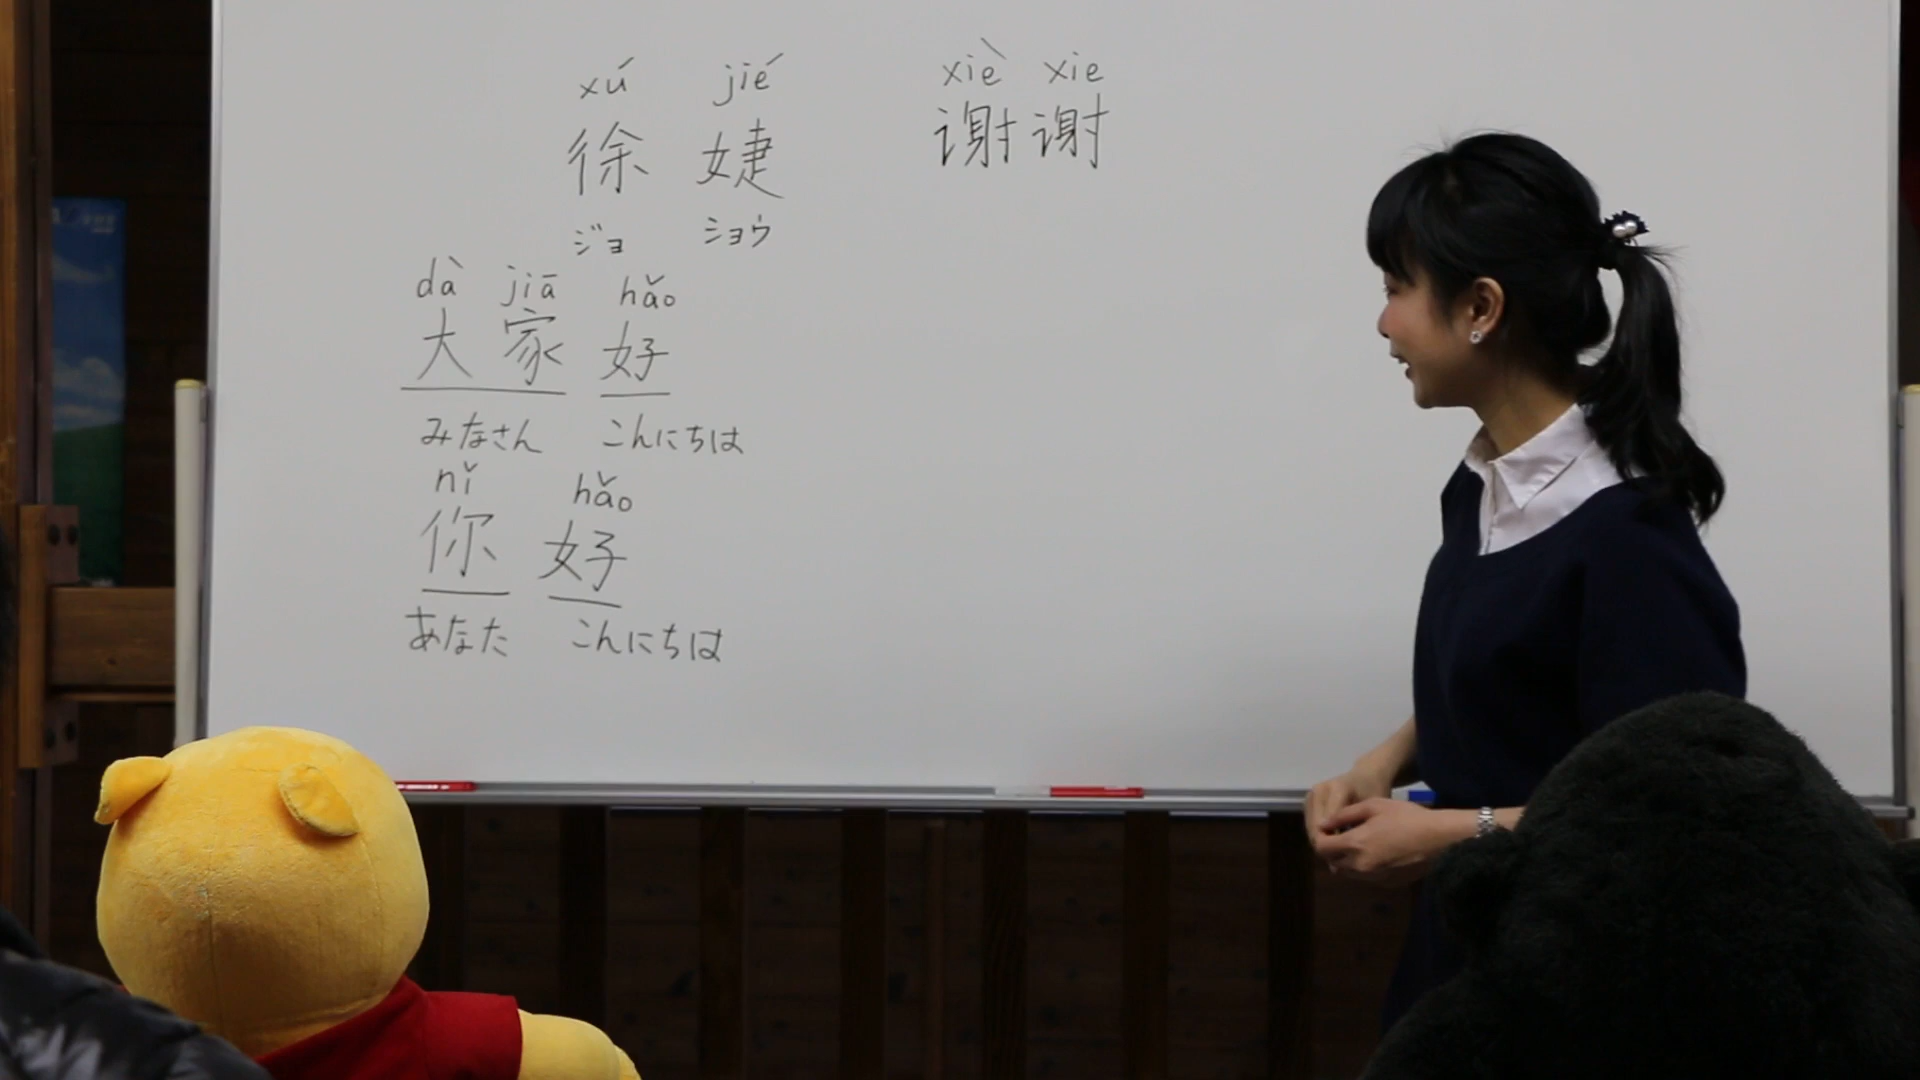 xú jié xiè xie
徐 婕 谢谢
ジョ ショウ
dà jiā hǎo
大 家 好
みなさん こんにちは
nǐ hǎo
你 好
あなた こんにちは